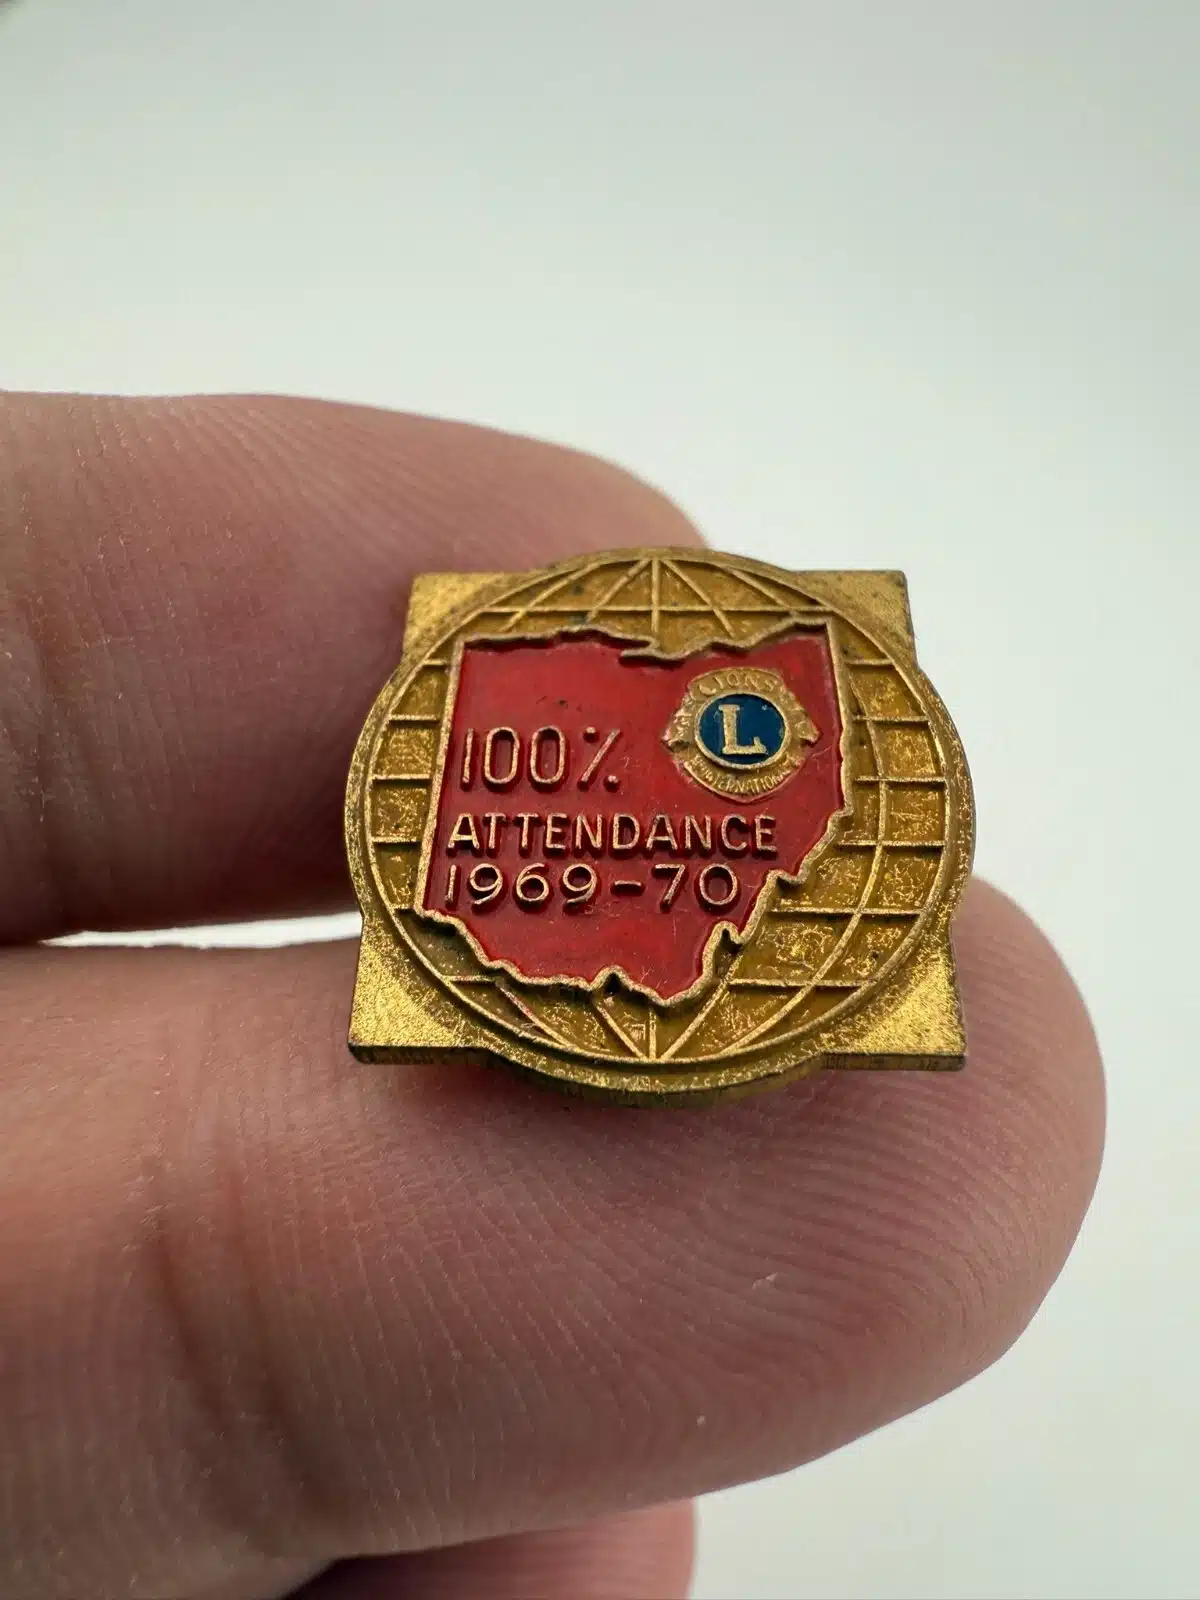 LIONS
L
INTERNATIONAL
100%
ATTENDANCE
1969-70